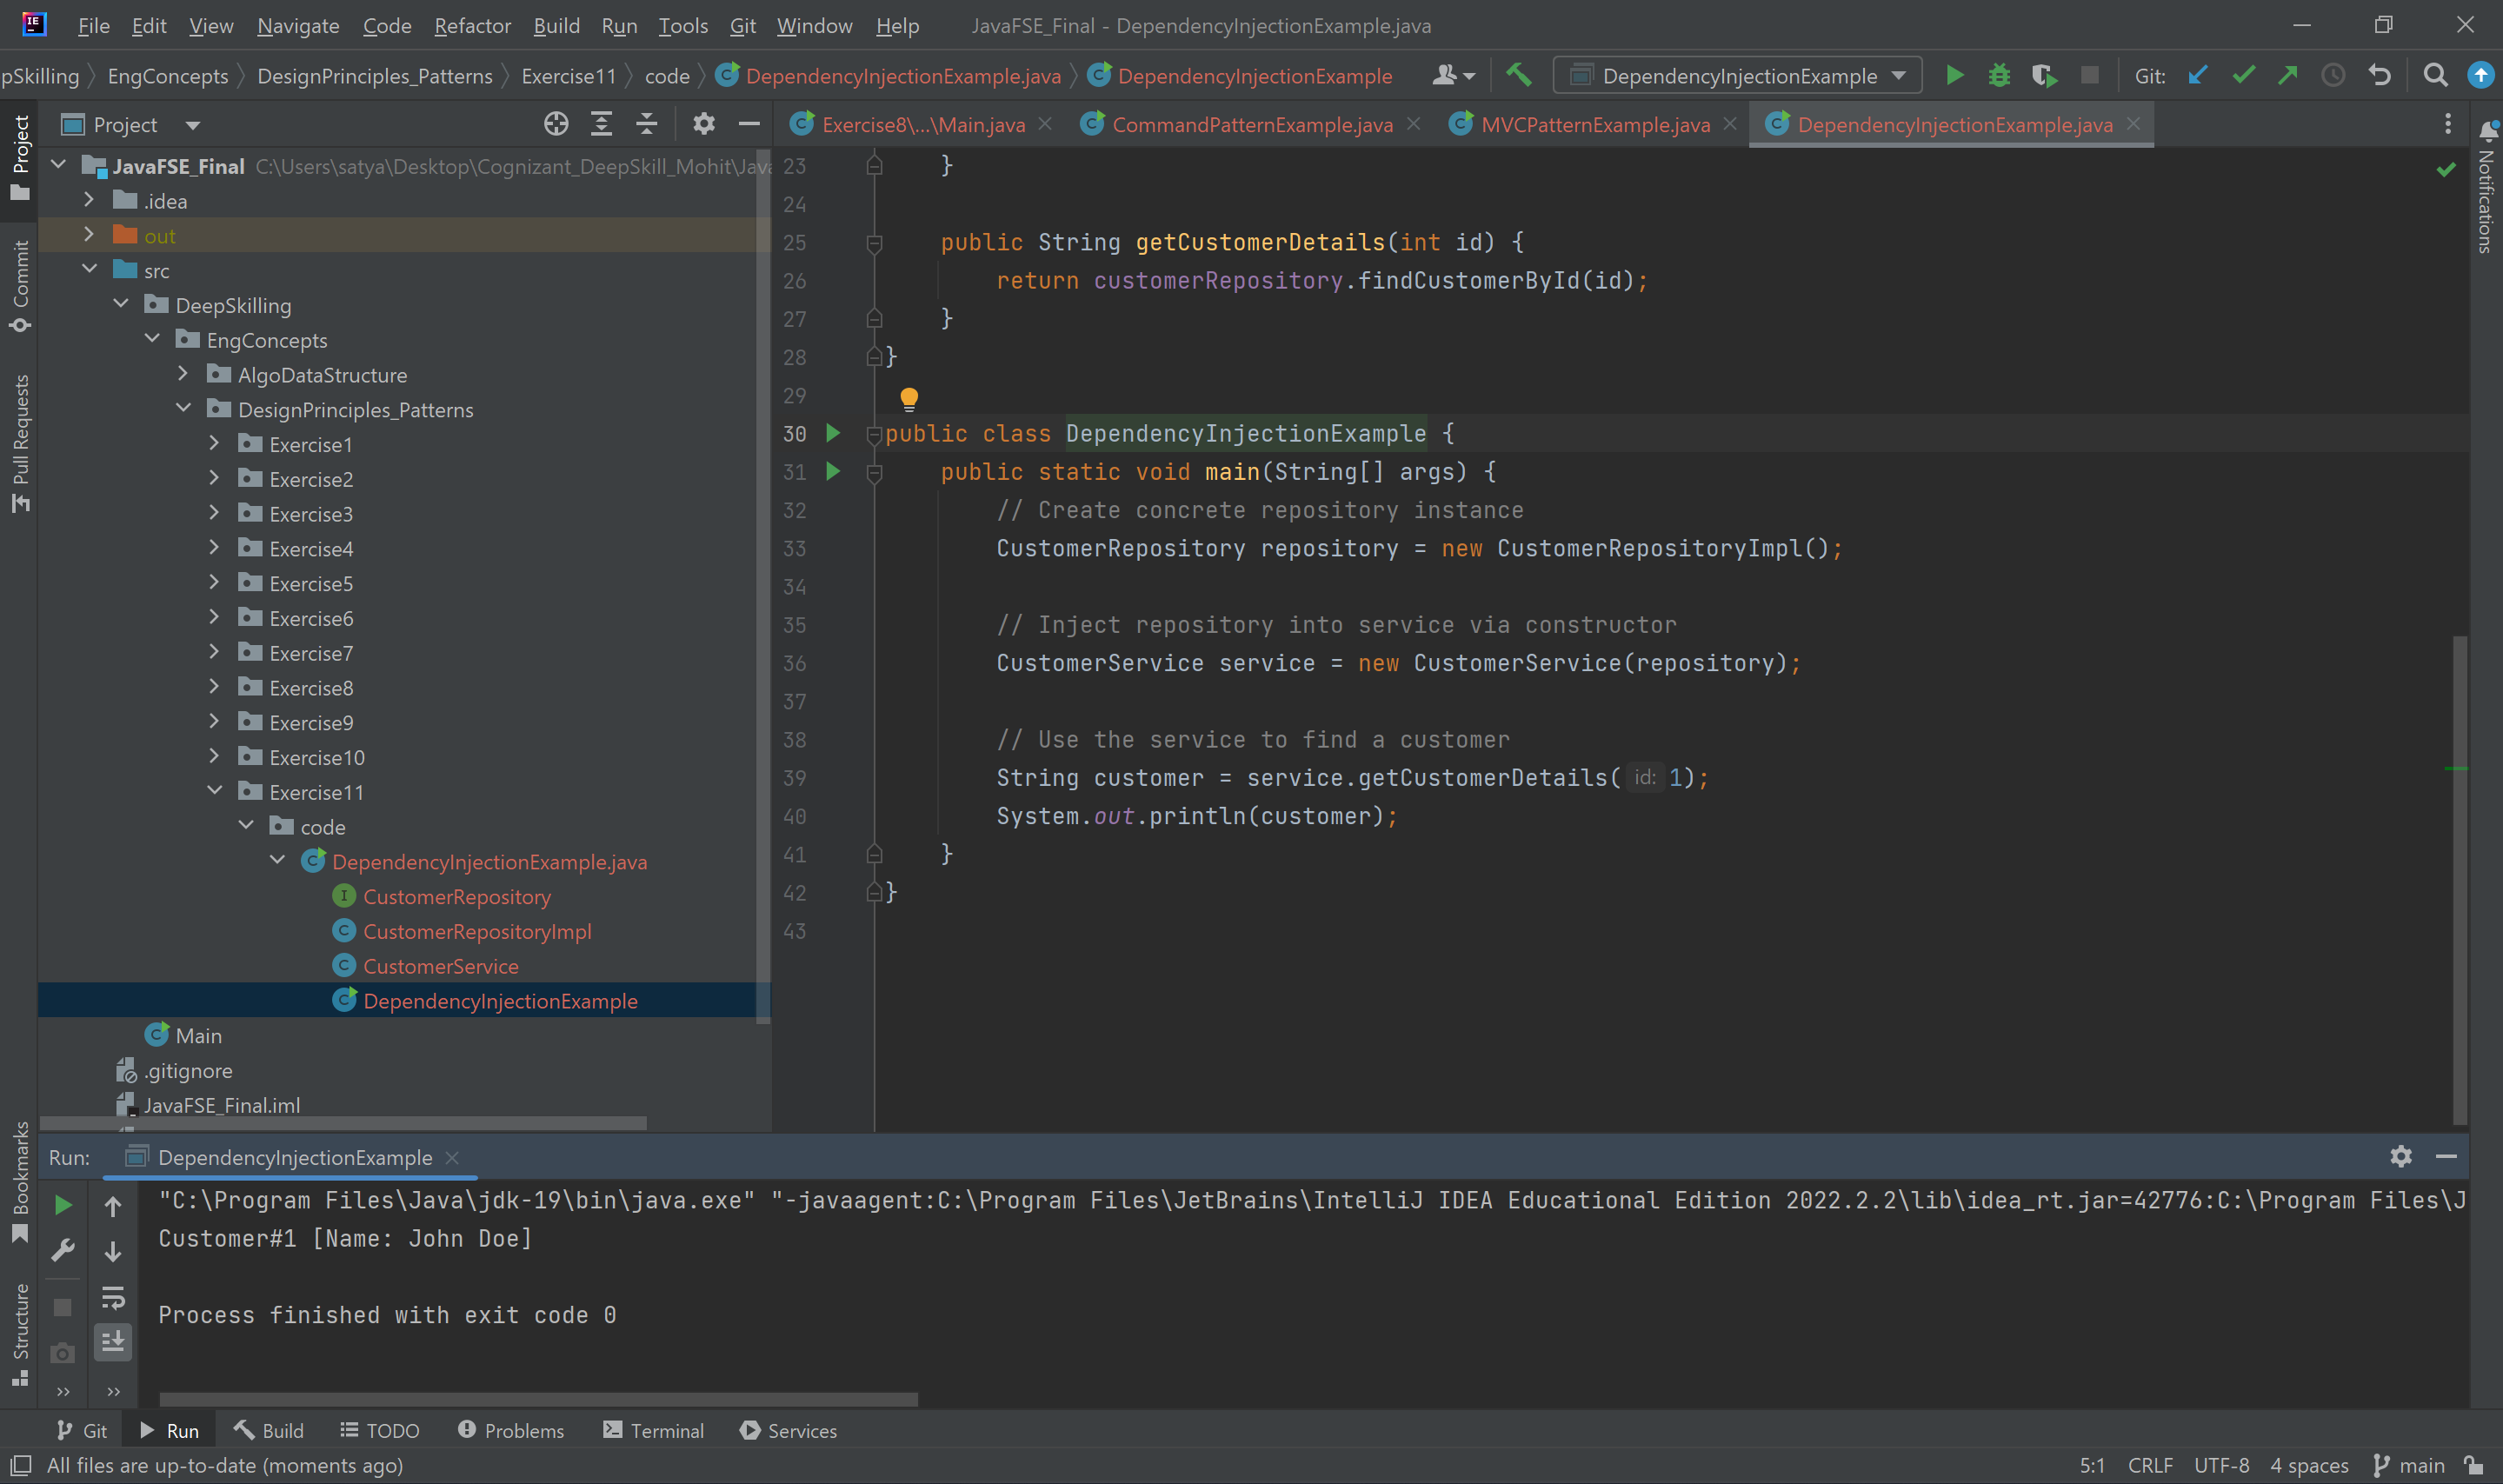 File Edit View Navigate Code Refactor Build Run Tools Git Window Help JavaFSE_Final - DependencyInjectionExample.java
pSkilling EngConcepts DesignPrinciples_Patterns Exercise11 code DependencyInjectionExample.java DependencyInjectionExample DependencyInjectionExample Git:
Project
Exercise8\...\Main.java CommandPatternExample.java MVCPatternExample.java DependencyInjectionExample.java
Project
Commit
Pull Requests
Bookmarks
Structure
Notifications
JavaFSE_Final C:\Users\satya\Desktop\Cognizant_DeepSkill_Mohit\Java
.idea
out
src
DeepSkilling
EngConcepts
AlgoDataStructure
DesignPrinciples_Patterns
Exercise1
Exercise2
Exercise3
Exercise4
Exercise5
Exercise6
Exercise7
Exercise8
Exercise9
Exercise10
Exercise11
code
DependencyInjectionExample.java
CustomerRepository
CustomerRepositoryImpl
CustomerService
DependencyInjectionExample
Main
.gitignore
JavaFSE_Final.iml
23 }
24
25 public String getCustomerDetails(int id) {
26 return customerRepository.findCustomerById(id);
27 }
28 }
29
30 public class DependencyInjectionExample {
31 public static void main(String[] args) {
32 // Create concrete repository instance
33 CustomerRepository repository = new CustomerRepositoryImpl();
34
35 // Inject repository into service via constructor
36 CustomerService service = new CustomerService(repository);
37
38 // Use the service to find a customer
39 String customer = service.getCustomerDetails( id: 1);
40 System.out.println(customer);
41 }
42 }
43
Run: DependencyInjectionExample
"C:\Program Files\Java\jdk-19\bin\java.exe" "-javaagent:C:\Program Files\JetBrains\IntelliJ IDEA Educational Edition 2022.2.2\lib\idea_rt.jar=42776:C:\Program Files\J
Customer#1 [Name: John Doe]
Process finished with exit code 0
Git Run Build TODO Problems Terminal Services
All files are up-to-date (moments ago) 5:1 CRLF UTF-8 4 spaces main